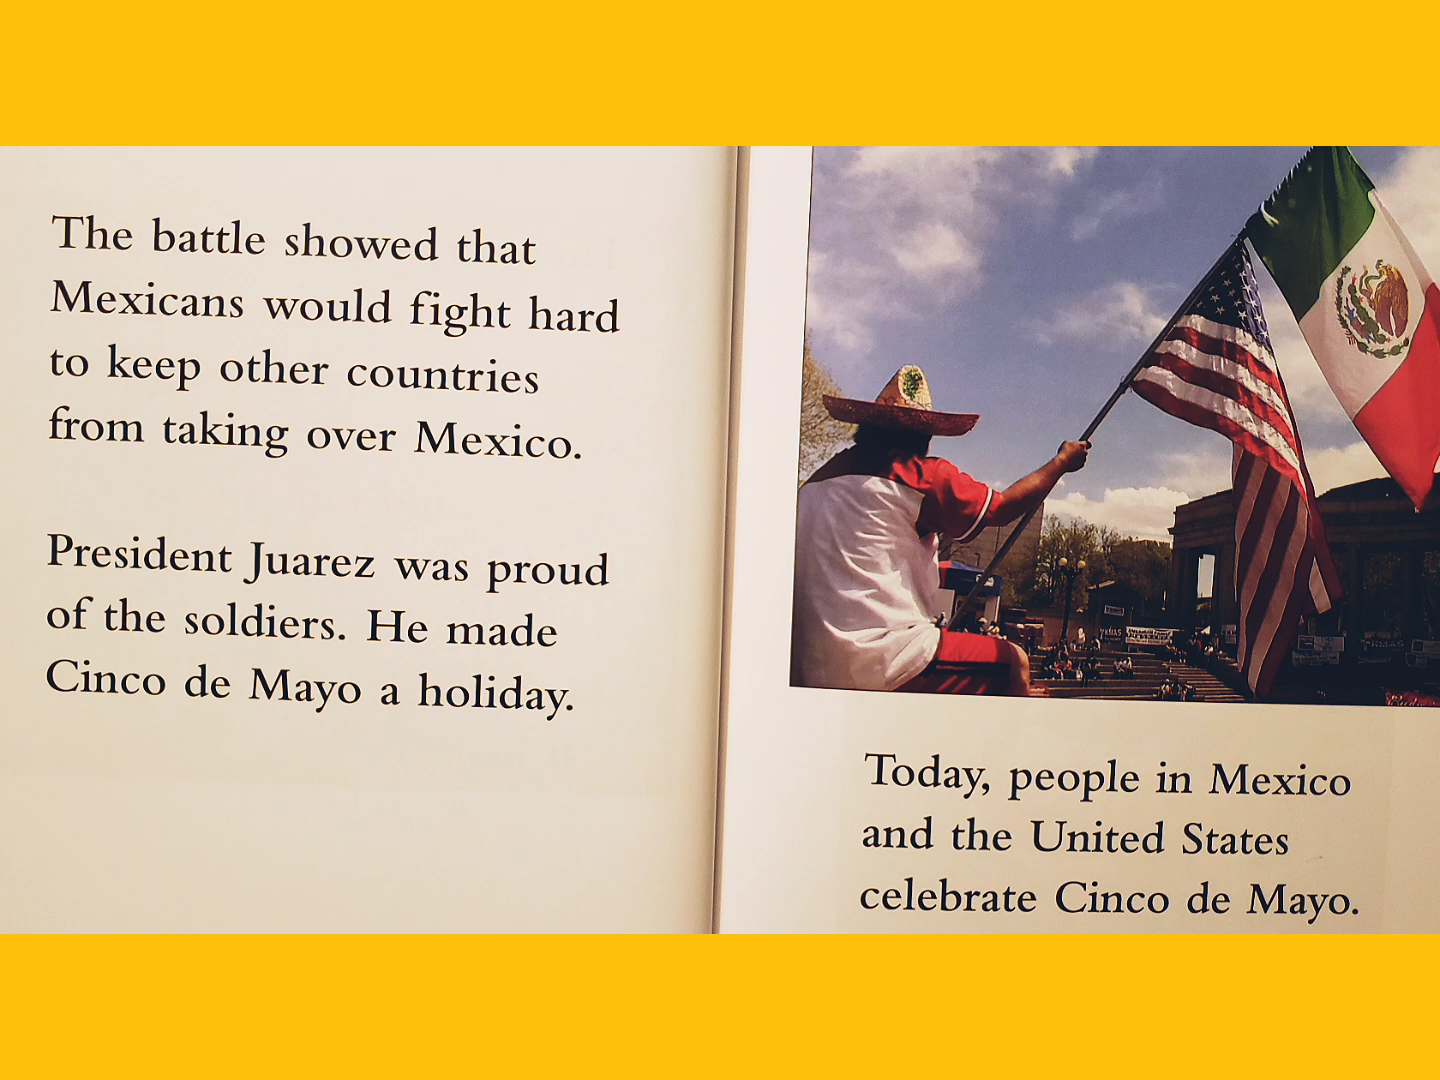 The battle showed that
Mexicans would fight hard
to keep other countries
from taking over Mexico.
President Juarez was proud
of the soldiers. He made
Cinco de Mayo a holiday.
Today, people in Mexico
and the United States
celebrate Cinco de Mayo.